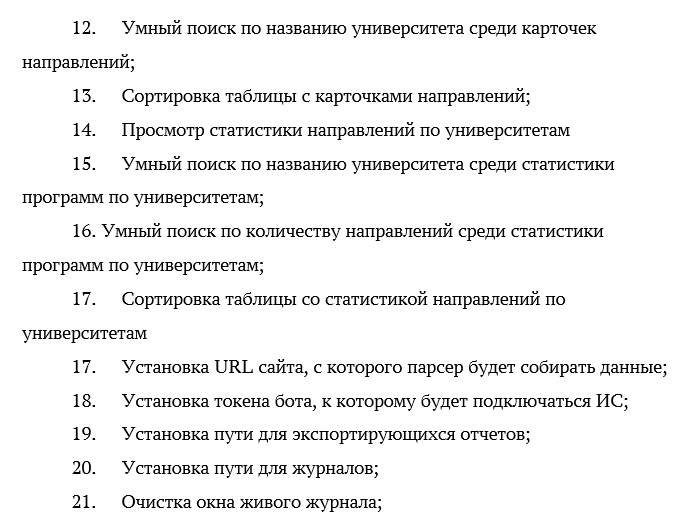 12. Умный поиск по названию университета среди карточек
направлений;
13. Сортировка таблицы с карточками направлений;
14. Просмотр статистики направлений по университетам
15. Умный поиск по названию университета среди статистики
программ по университетам;
16. Умный поиск по количеству направлений среди статистики
программ по университетам;
17. Сортировка таблицы со статистикой направлений по
университетам
17. Установка URL сайта, с которого парсер будет собирать данные;
18. Установка токена бота, к которому будет подключаться ИС;
19. Установка пути для экспортирующихся отчетов;
20. Установка пути для журналов;
21. Очистка окна живого журнала;